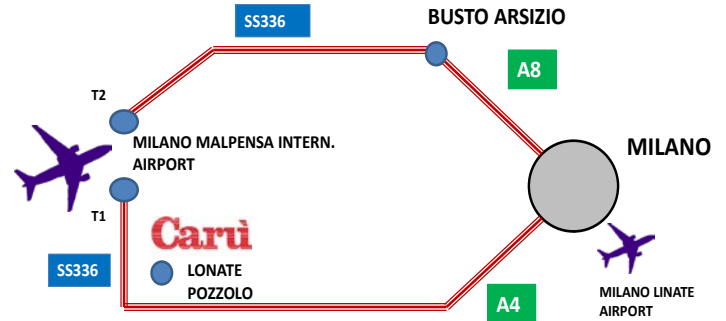 SS336
BUSTO ARSIZIO
A8
T2
MILANO MALPENSA INTERN.
AIRPORT
MILANO
T1
Carù
SS336
LONATE
POZZOLO
A4
MILANO LINATE
AIRPORT